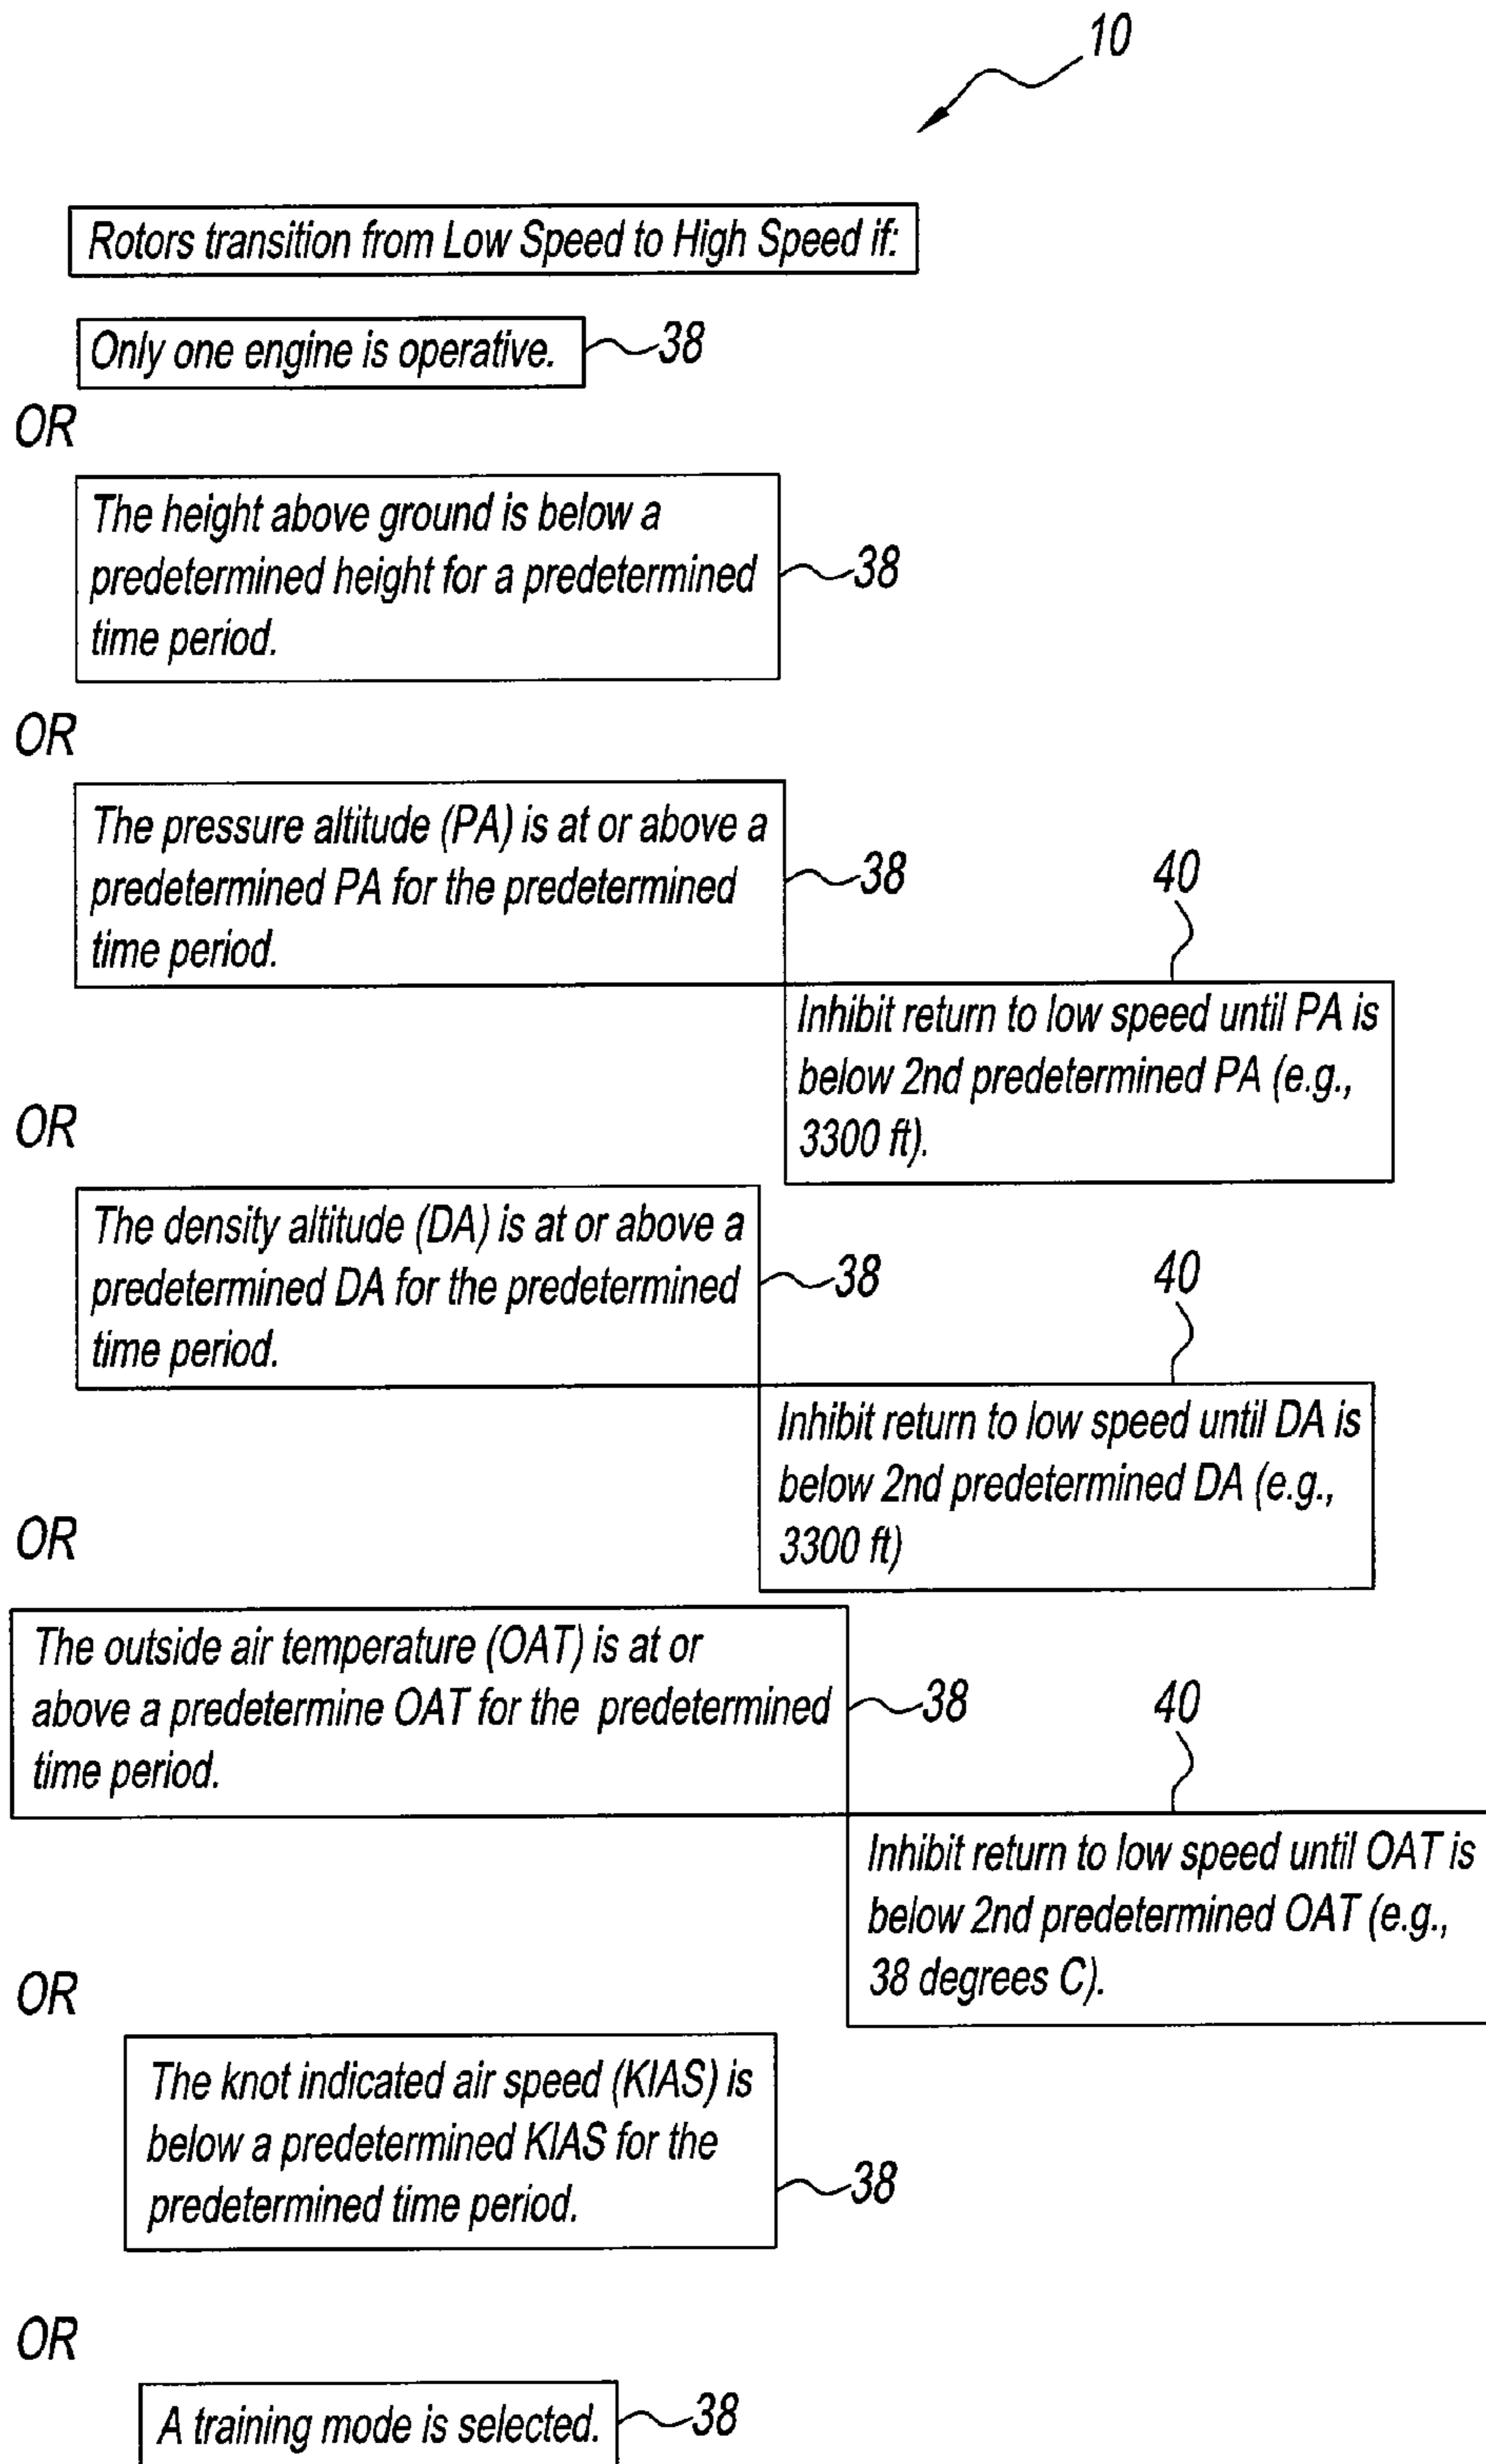 10
Rotors transition from Low Speed to High Speed if:
Only one engine is operative.
38
OR
The height above ground is below a
predetermined height for a predetermined
time period.
38
OR
The pressure altitude (PA) is at or above a
predetermined PA for the predetermined
time period.
38
40
Inhibit return to low speed until PA is
below 2nd predetermined PA (e.g.,
3300 ft).
OR
The density altitude (DA) is at or above a
predetermined DA for the predetermined
time period.
38
40
Inhibit return to low speed until DA is
below 2nd predetermined DA (e.g.,
3300 ft)
OR
The outside air temperature (OAT) is at or
above a predetermine OAT for the predetermined
time period.
38
40
Inhibit return to low speed until OAT is
below 2nd predetermined OAT (e.g.,
38 degrees C).
OR
The knot indicated air speed (KIAS) is
below a predetermined KIAS for the
predetermined time period.
38
OR
A training mode is selected.
38